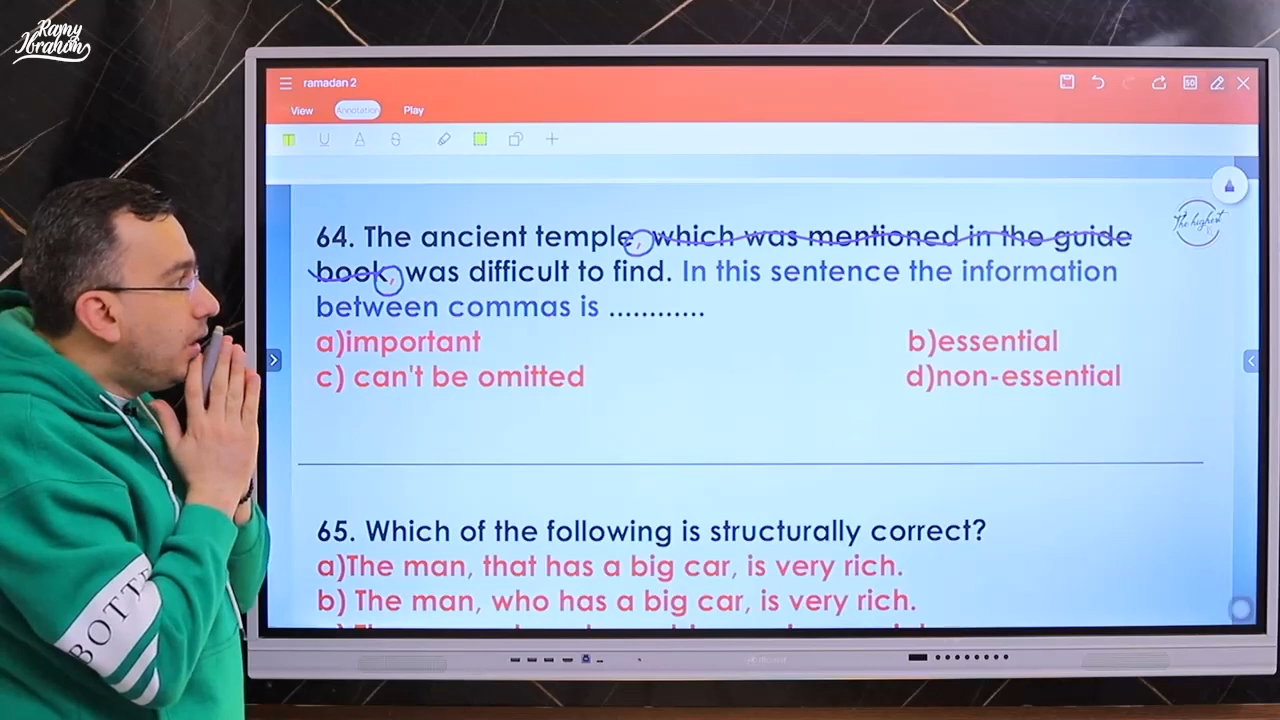 Ramy
Ibrahim
ramadan 2
View Annotation Play
64. The ancient temple, which was mentioned in the guide
book, was difficult to find. In this sentence the information
between commas is ............
a)important b)essential
c) can't be omitted d)non-essential
The highest
65. Which of the following is structurally correct?
a)The man, that has a big car, is very rich.
b) The man, who has a big car, is very rich.